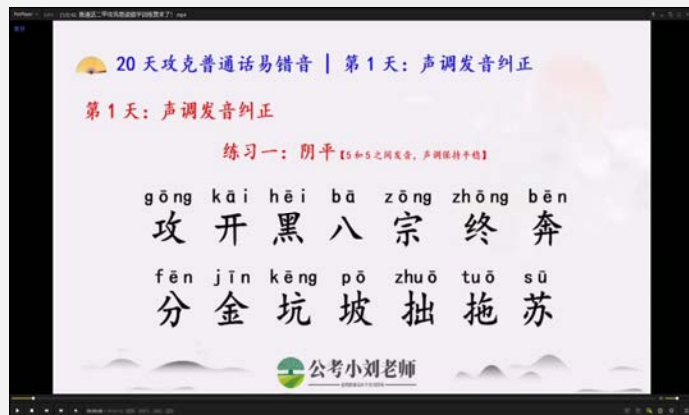 20天攻克普通话易错音 | 第1天：声调发音纠正
第1天：声调发音纠正
练习一：阴平【5和5之间发音，声调保持平稳】
gōng kāi hēi bā zōng zhōng bēn
攻 开 黑 八 宗 终 奔
fēn jīn kēng pō zhuō tuō sū
分 金 坑 坡 拙 拖 苏
公考小刘老师